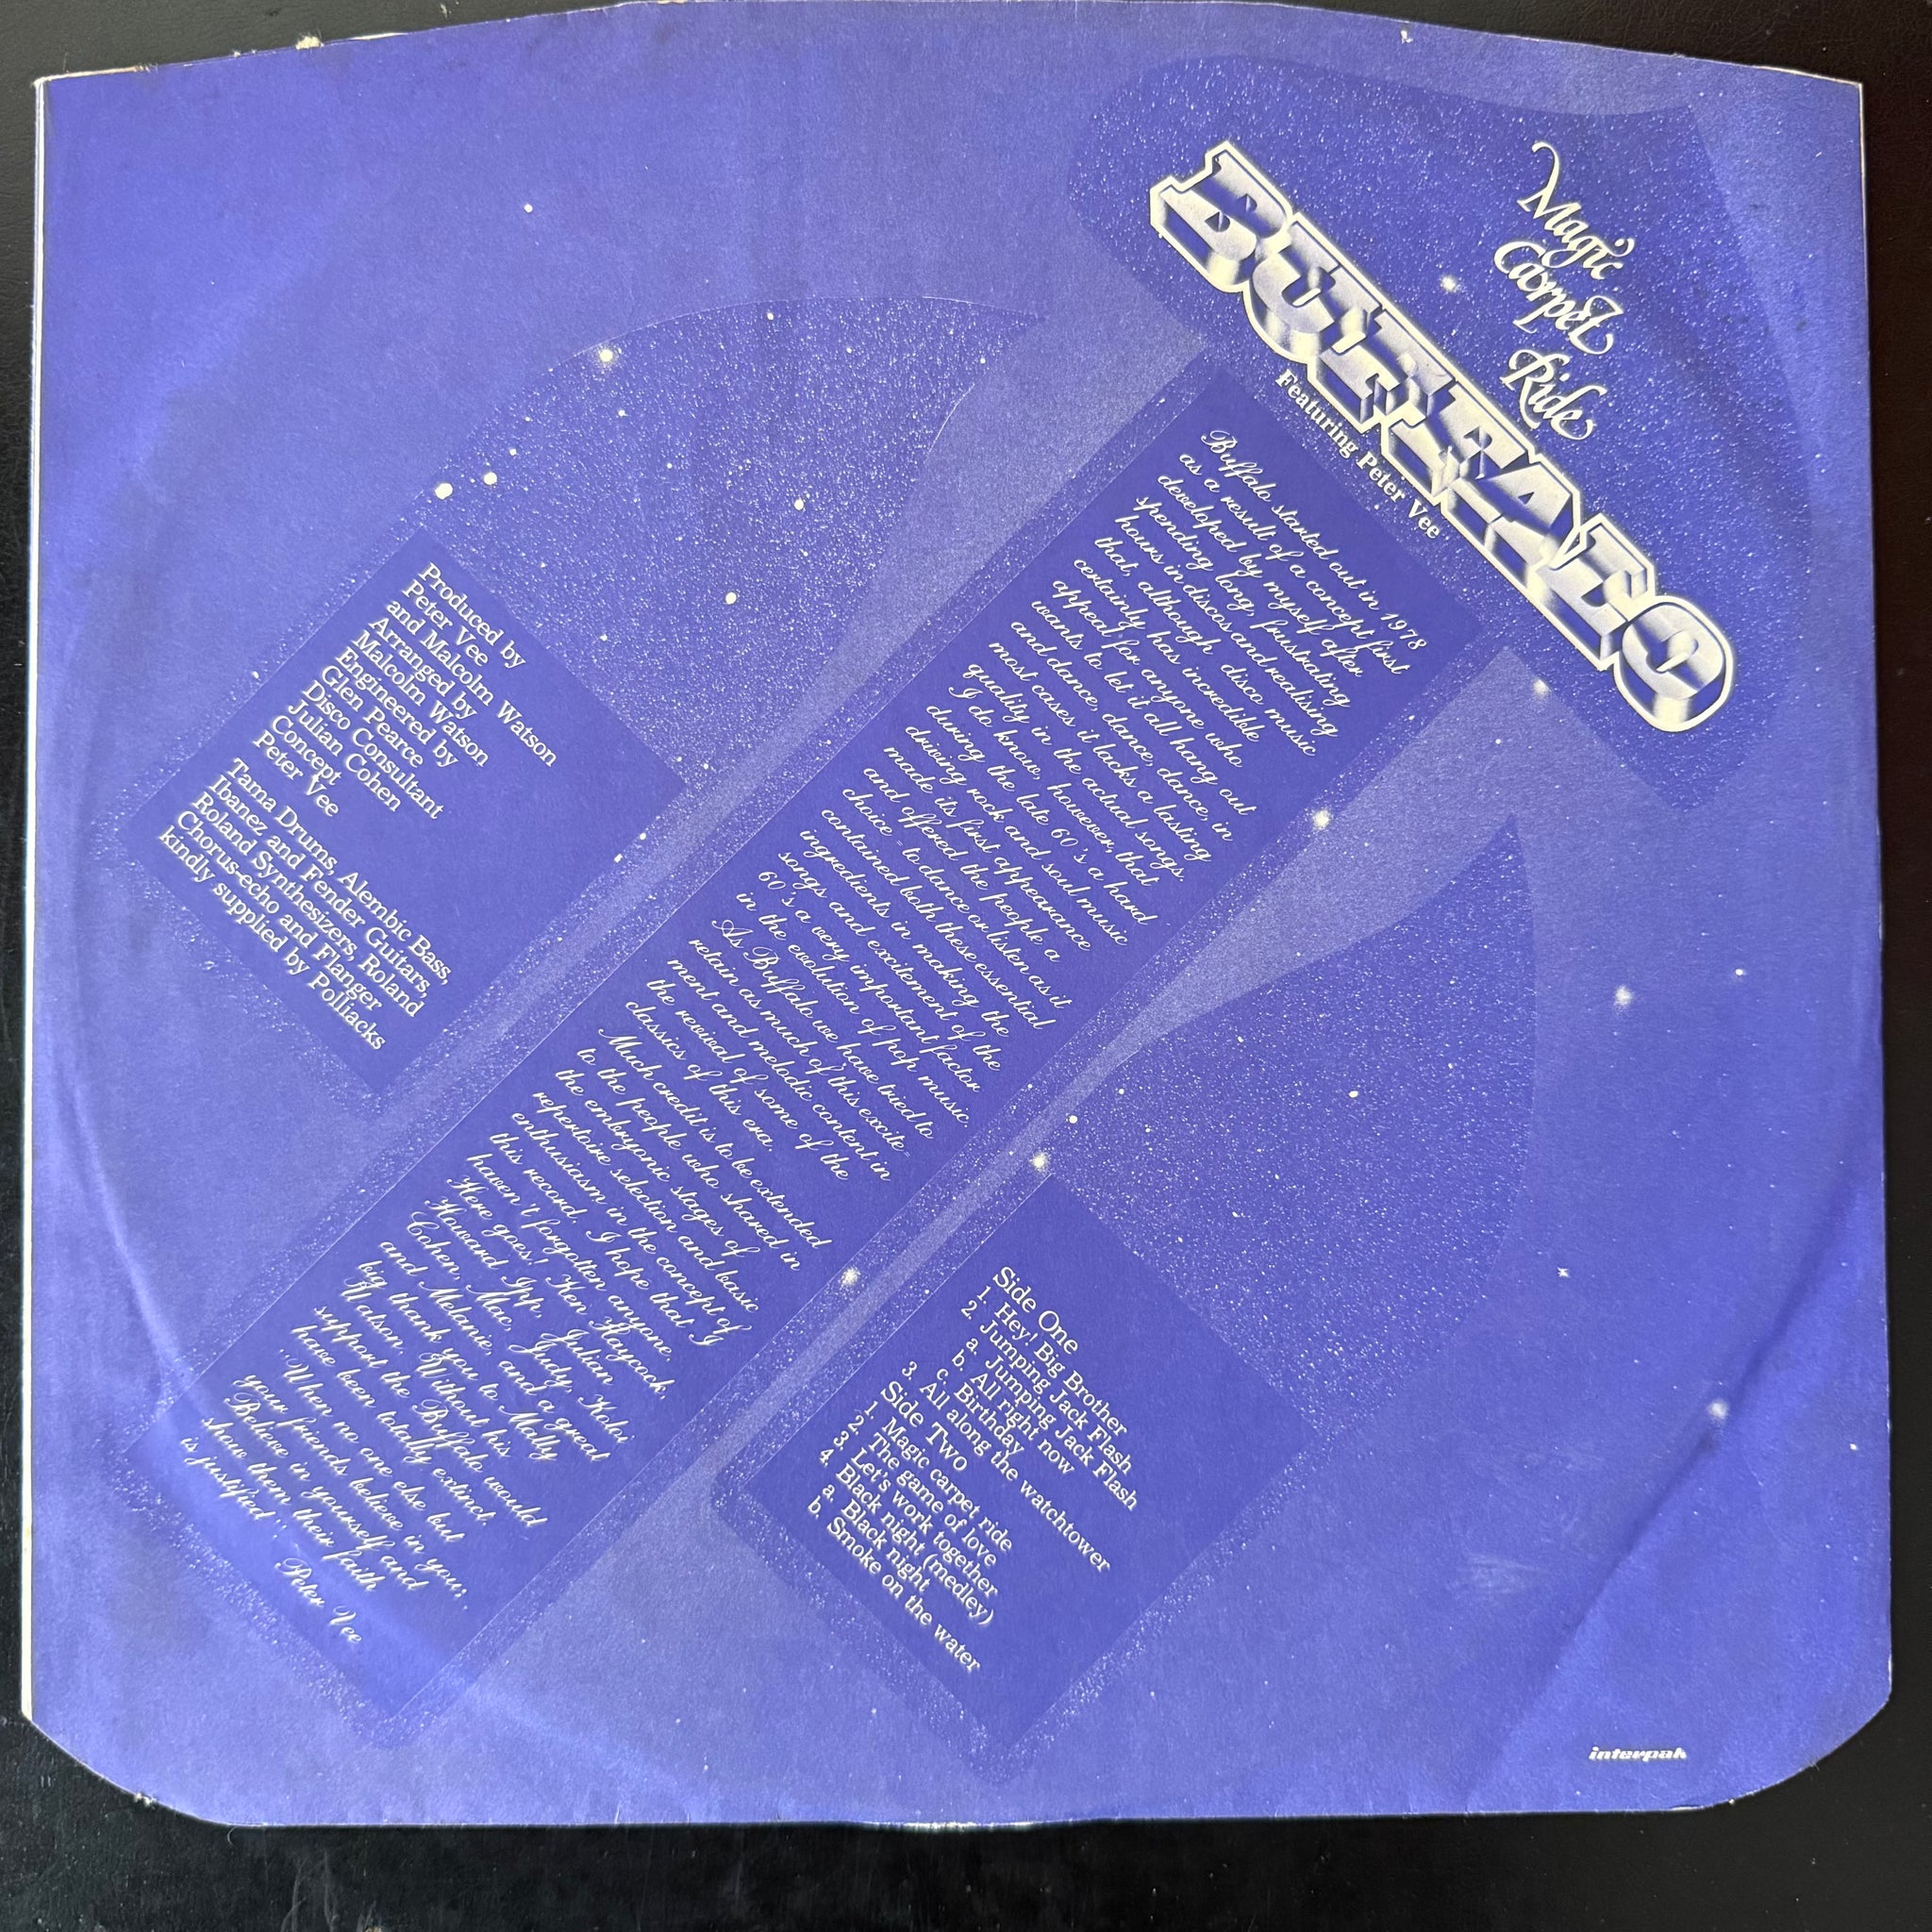 Magic
Carpet
Ride
BUFFALO
Featuring Peter Vee
Buffalo started out in 1978
as a result of a concept first
developed by myself after
spending long, frustrating
hours in discos and realising
that, although disco music
certainly has incredible
appeal for anyone who
wants to let it all hang out
and dance, dance, dance, in
most cases it lacks a lasting
quality in the actual songs.
I do know, however, that
during the late 60's a hard
driving rock and soul music
made its first appearance
and offered the people a
choice - to dance or listen as it
contained both these essential
ingredients in making the
songs and excitement of the
60's a very important factor
in the evolution of pop music.
As Buffalo we have tried to
retain as much of this excite
ment and melodic content in
the revival of some of the
classics of this era.
Much credit is to be extended
to the people who shared in
the embryonic stages of
repertoire selection and basic
enthusiasm in the concept of
this record. I hope that I
haven't forgotten anyone.
Here goes! Ken Haycock,
Howard Ipp, Julian
Cohen, Mac, Judy, Kobi
and Melanie, and a great
big thank you to Mally
Watson. Without his
support the Buffalo would
have been totally extinct.
"When no one else but
your friends believe in you,
Believe in yourself and
show them their faith
is justified"
Peter Vee
Produced by
Peter Vee
and Malcolm Watson
Arranged by
Malcolm Watson
Engineered by
Glen Pearce
Disco Consultant
Julian Cohen
Concept
Peter Vee
Tama Drums, Alembic Bass,
Ibanez and Fender Guitars,
Roland Synthesizers, Roland
Chorus-echo and Flanger
kindly supplied by Polliacks
Side One
1. Hey! Big Brother
2. Jumping Jack Flash
a. Jumping Jack Flash
b. All right now
c. Birthday
3. All along the watchtower
Side Two
1. Magic carpet ride
2. The game of love
3. Let's work together
4. Black night (medley)
a. Black night
b. Smoke on the water
interpak